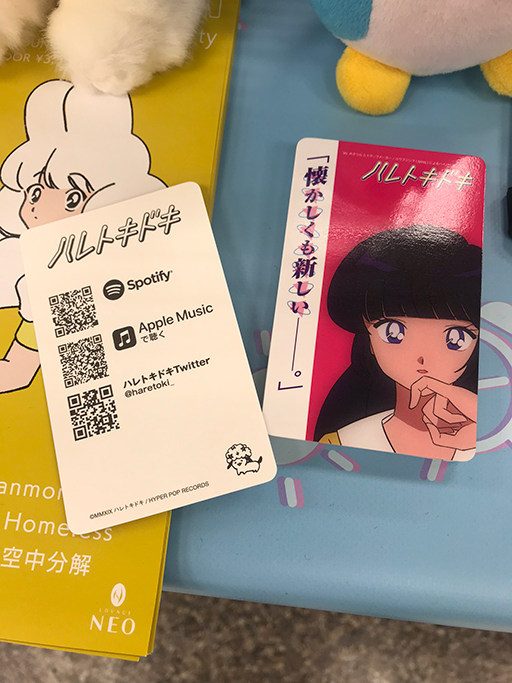 ハレトキドキ
Spotify
Apple Music
で聴く
ハレトキドキTwitter
@haretoki_
©MMXIX ハレトキドキ / HYPER POP RECORDS
ハレトキドキ
「懐かしくも新しい――。」
Homeless
空中分解
NEO